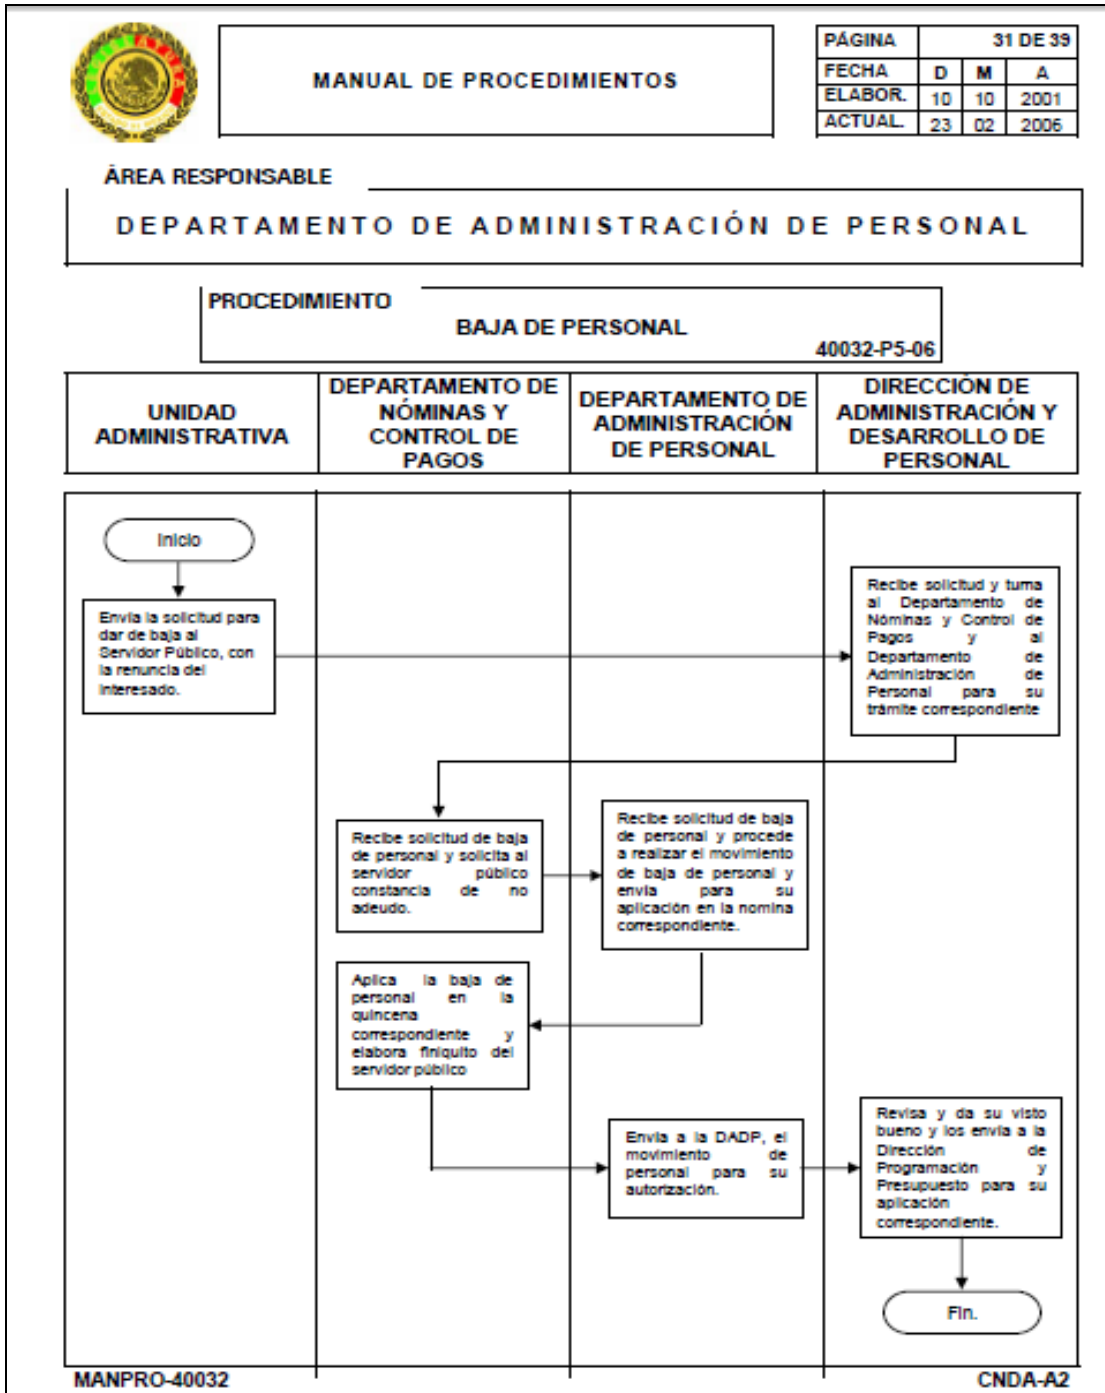 MANUAL DE PROCEDIMIENTOS
PÁGINA 31 DE 39
FECHA D M A
ELABOR. 10 10 2001
ACTUAL. 23 02 2006
ÁREA RESPONSABLE
DEPARTAMENTO DE ADMINISTRACIÓN DE PERSONAL
PROCEDIMIENTO
BAJA DE PERSONAL
40032-P5-06
UNIDAD
ADMINISTRATIVA
DEPARTAMENTO DE
NÓMINAS Y
CONTROL DE
PAGOS
DEPARTAMENTO DE
ADMINISTRACIÓN
DE PERSONAL
DIRECCIÓN DE
ADMINISTRACIÓN Y
DESARROLLO DE
PERSONAL
Inicio
Envía la solicitud para
dar de baja al
Servidor Público, con
la renuncia del
interesado.
Recibe solicitud y turna
al Departamento de
Nóminas y Control de
Pagos y al
Departamento de
Administración de
Personal para su
trámite correspondiente
Recibe solicitud de baja
de personal y solicita al
servidor público
constancia de no
adeudo.
Recibe solicitud de baja
de personal y procede
a realizar el movimiento
de baja de personal y
envía para su
aplicación en la nomina
correspondiente.
Aplica la baja de
personal en la
quincena
correspondiente y
elabora finiquito del
servidor público
Envía a la DADP, el
movimiento de
personal para su
autorización.
Revisa y da su visto
bueno y los envía a la
Dirección de
Programación y
Presupuesto para su
aplicación
correspondiente.
Fin.
MANPRO-40032
CNDA-A2